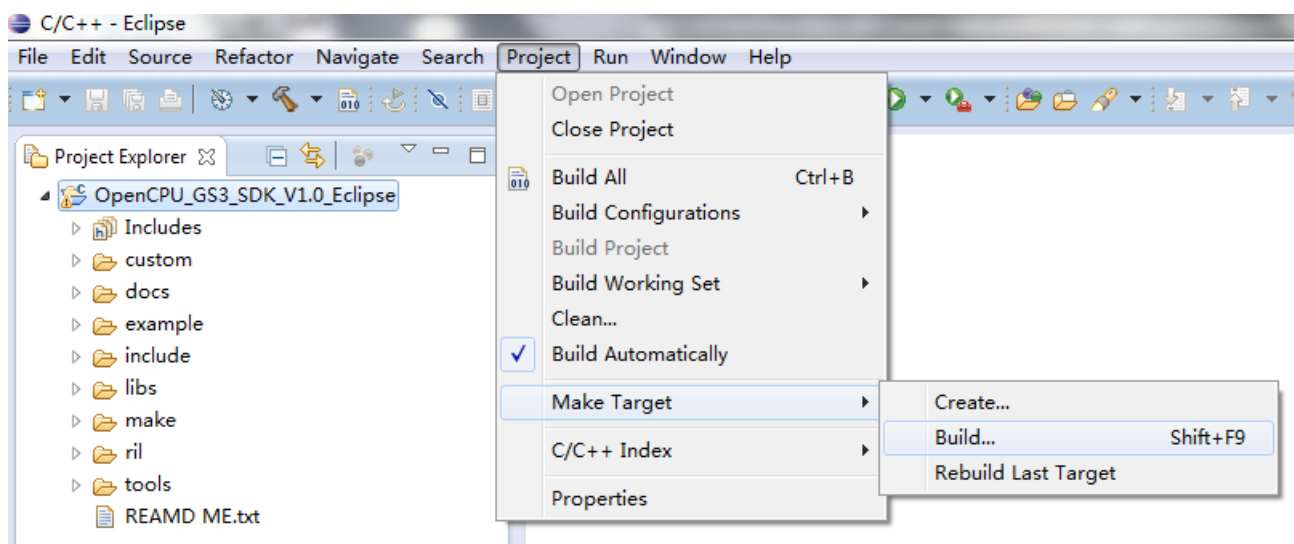 C/C++ - Eclipse
File Edit Source Refactor Navigate Search Project Run Window Help
Project Explorer
OpenCPU_GS3_SDK_V1.0_Eclipse
Includes
custom
docs
example
include
libs
make
ril
tools
REAMD ME.txt
Open Project
Close Project
010 Build All Ctrl+B
Build Configurations
Build Project
Build Working Set
Clean...
Build Automatically
Make Target
C/C++ Index
Properties
Create...
Build... Shift+F9
Rebuild Last Target